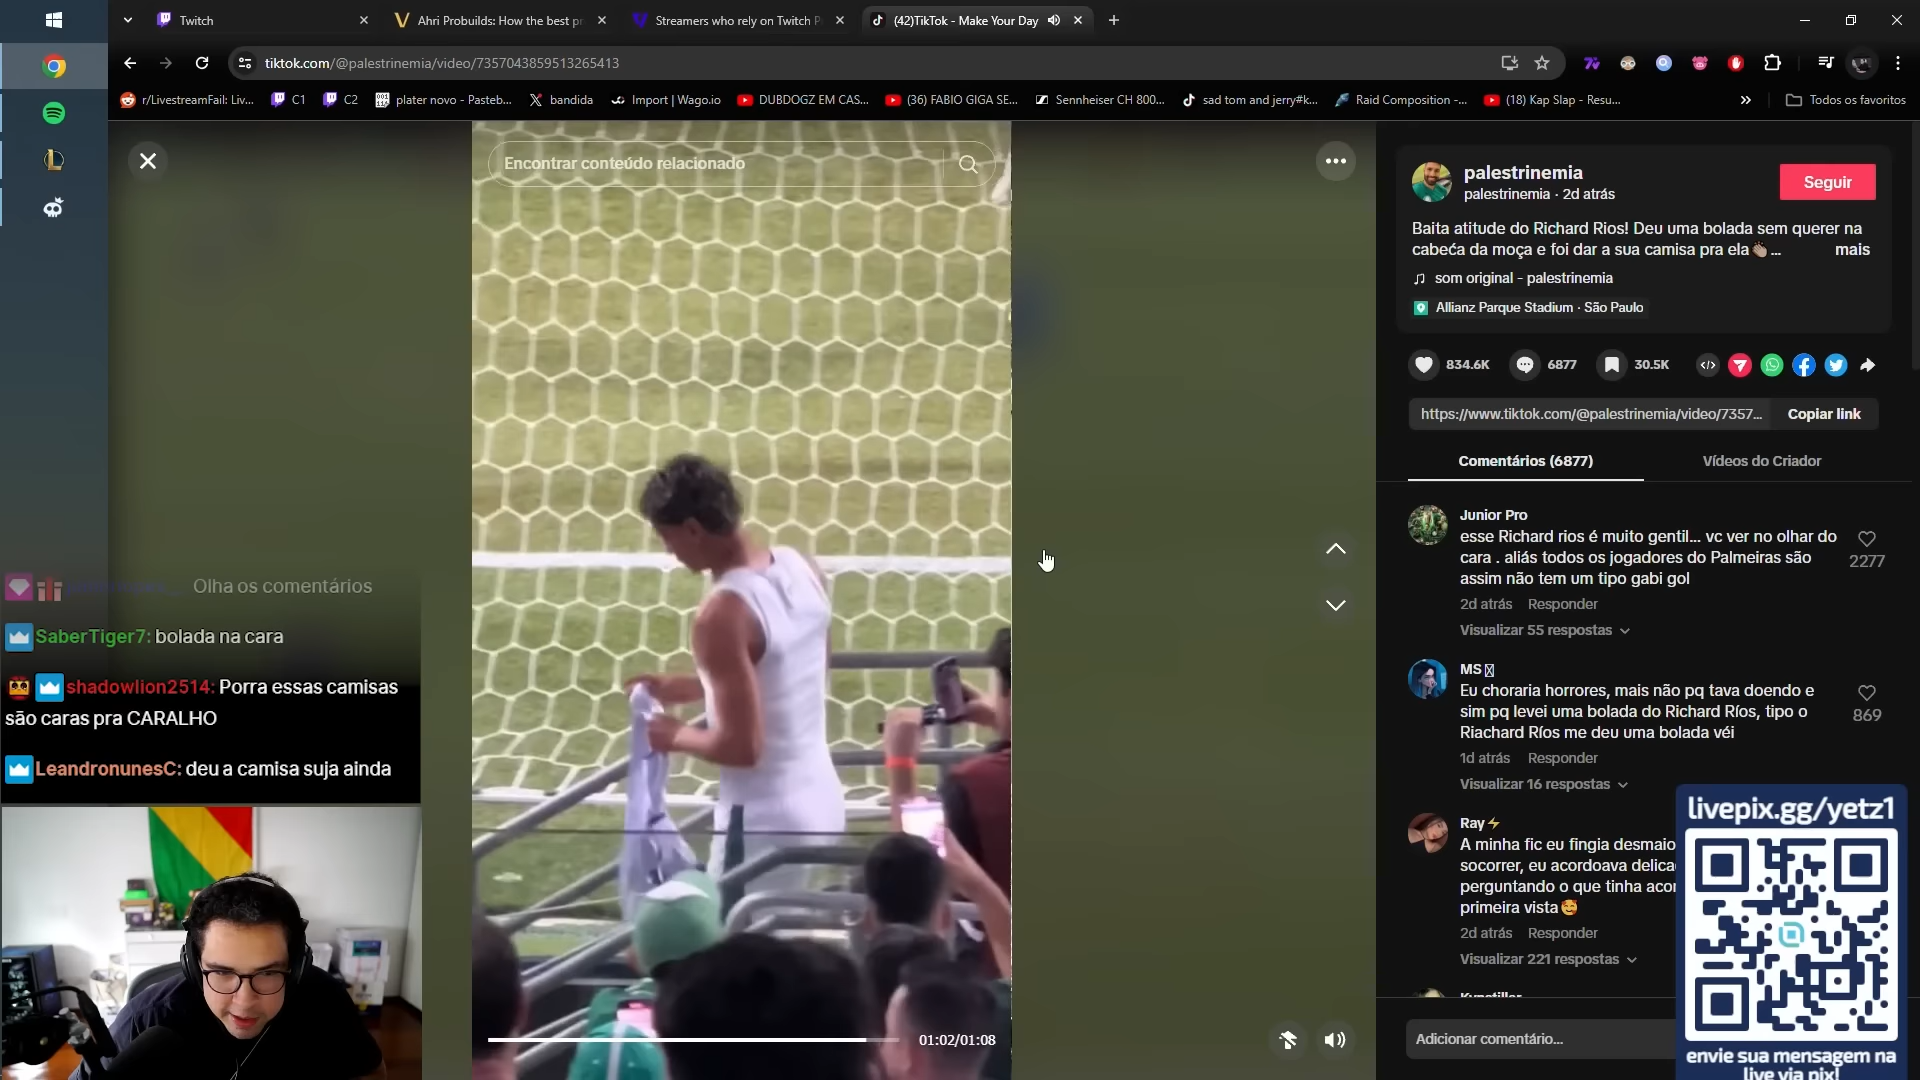 Twitch
Ahri Probuilds: How the best pr
Streamers who rely on Twitch P
(42)TikTok - Make Your Day
tiktok.com/@palestrinemia/video/7357043859513265413
r/LivestreamFail: Liv...
C1
C2
plater novo - Pasteb...
bandida
Import | Wago.io
DUBDOGZ EM CAS...
(36) FABIO GIGA SE...
Sennheiser CH 800...
sad tom and jerry#k...
Raid Composition -...
(18) Kap Slap - Resu...
Todos os favoritos
Encontrar conteúdo relacionado
01:02/01:08
Olha os comentários
SaberTiger7: bolada na cara
shadowlion2514: Porra essas camisas
são caras pra CARALHO
LeandronunesC: deu a camisa suja ainda
palestrinemia
palestrinemia · 2d atrás
Seguir
Baita atitude do Richard Rios! Deu uma bolada sem querer na
cabeća da moça e foi dar a sua camisa pra ela👏🏽...
mais
som original - palestrinemia
Allianz Parque Stadium · São Paulo
834.6K
6877
30.5K
https://www.tiktok.com/@palestrinemia/video/7357...
Copiar link
Comentários (6877)
Vídeos do Criador
Junior Pro
esse Richard rios é muito gentil... vc ver no olhar do
cara . aliás todos os jogadores do Palmeiras são
assim não tem um tipo gabi gol
2277
2d atrás Responder
Visualizar 55 respostas
MS
Eu choraria horrores, mais não pq tava doendo e
sim pq levei uma bolada do Richard Ríos, tipo o
Riachard Ríos me deu uma bolada véi
869
1d atrás Responder
Visualizar 16 respostas
Ray⚡
A minha fic eu fingia desmaio
socorrer, eu acordoava delica
perguntando o que tinha acor
primeira vista🥰
2d atrás Responder
Visualizar 221 respostas
Adicionar comentário...
livepix.gg/yetz1
envie sua mensagem na
live via pix!